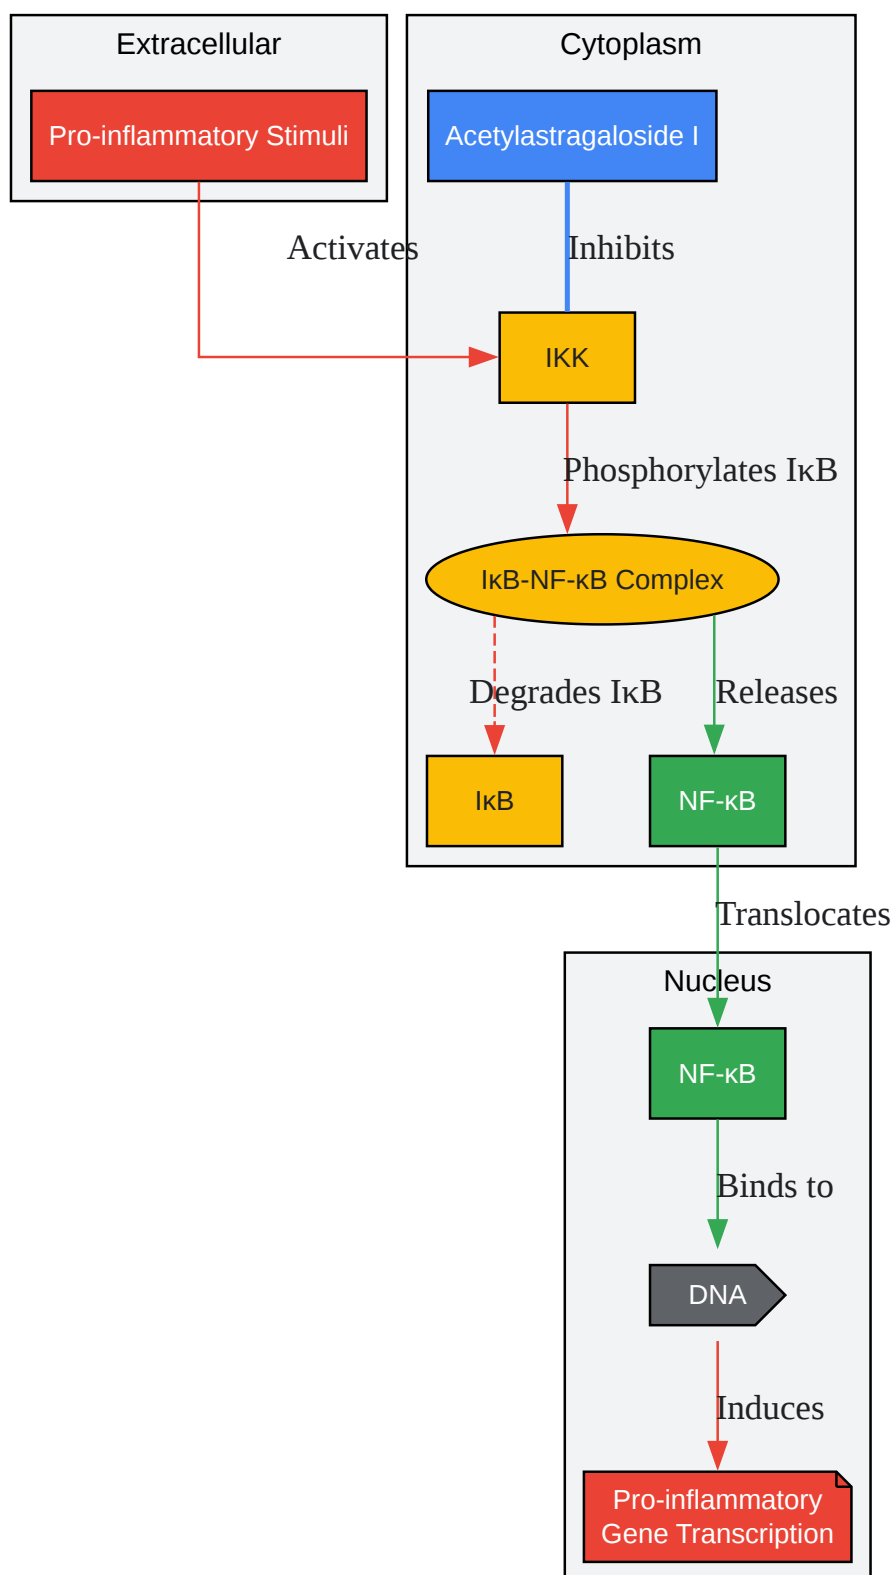 Extracellular
Cytoplasm
Pro-inflammatory Stimuli
Acetylastragaloside I
Activates
Inhibits
IKK
Phosphorylates IκB
IκB-NF-κB Complex
Degrades IκB
Releases
IκB
NF-κB
Translocates
Nucleus
NF-κB
Binds to
DNA
Induces
Pro-inflammatory
Gene Transcription